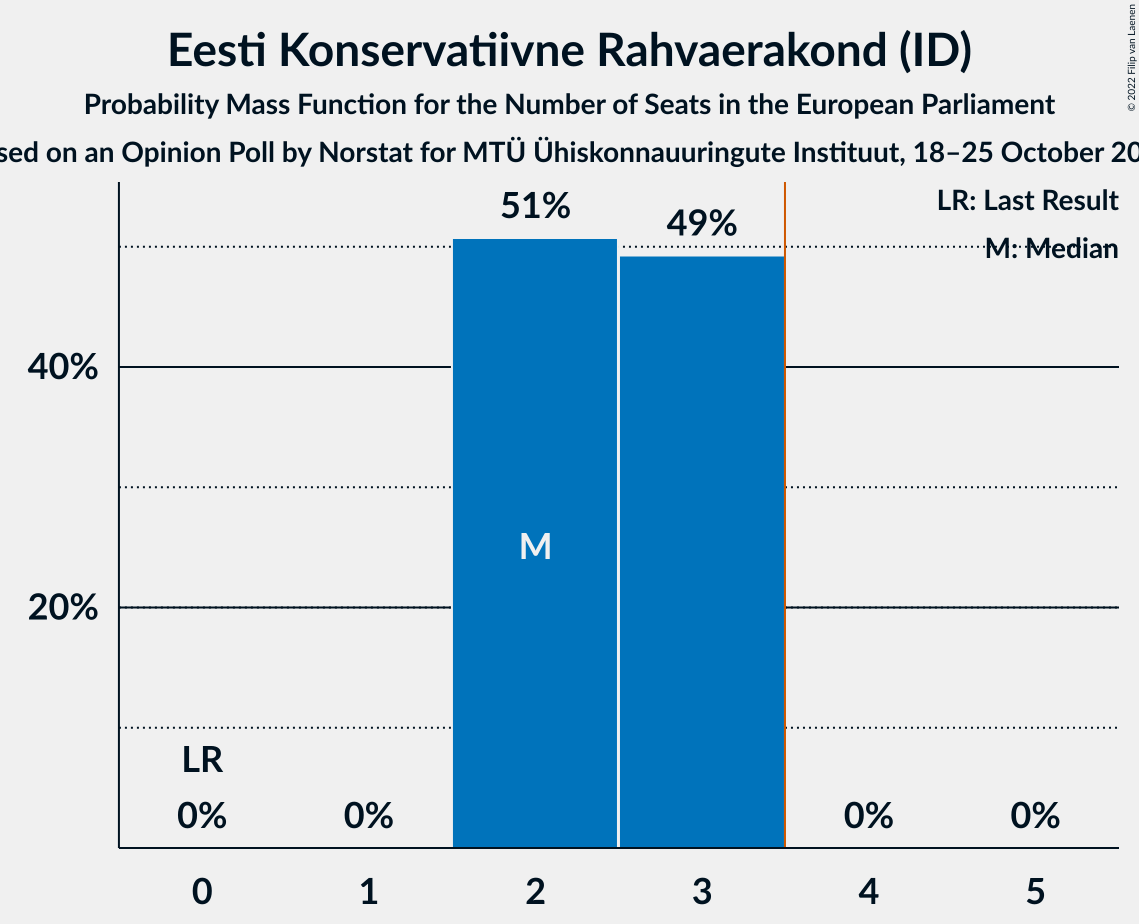 Eesti Konservatiivne Rahvaerakond (ID)
Probability Mass Function for the Number of Seats in the European Parliament
sed on an Opinion Poll by Norstat for MTÜ Ühiskonnauuringute Instituut, 18–25 October 20
© 2022 Filip van Laenen
LR: Last Result
M: Median
51%
49%
40%
20%
M
LR
0%
0%
0%
0%
0
1
2
3
4
5